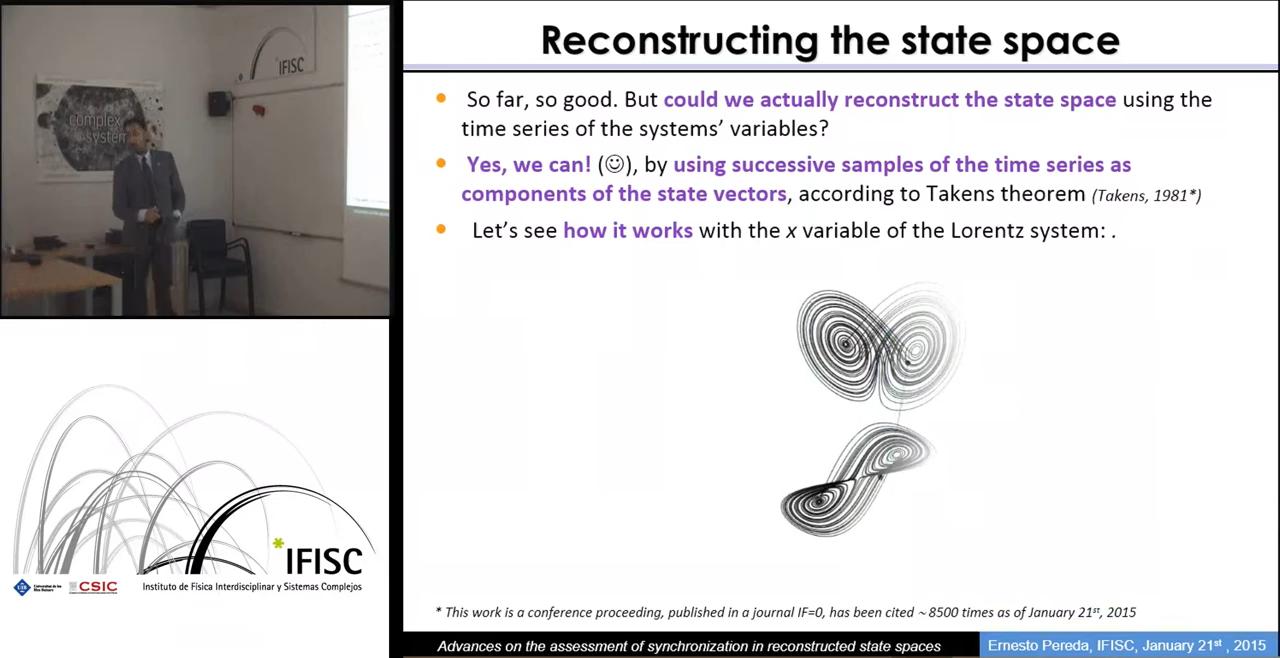 IFISC
complex
system
IFISC
Universitat de les
Illes Balears
CSIC
Instituto de Física Interdisciplinar y Sistemas Complejos
Reconstructing the state space
So far, so good. But could we actually reconstruct the state space using the
time series of the systems' variables?
Yes, we can! (☺), by using successive samples of the time series as
components of the state vectors, according to Takens theorem (Takens, 1981*)
Let's see how it works with the x variable of the Lorentz system: .
* This work is a conference proceeding, published in a journal IF=0, has been cited ~ 8500 times as of January 21st, 2015
Advances on the assessment of synchronization in reconstructed state spaces
Ernesto Pereda, IFISC, January 21st , 2015